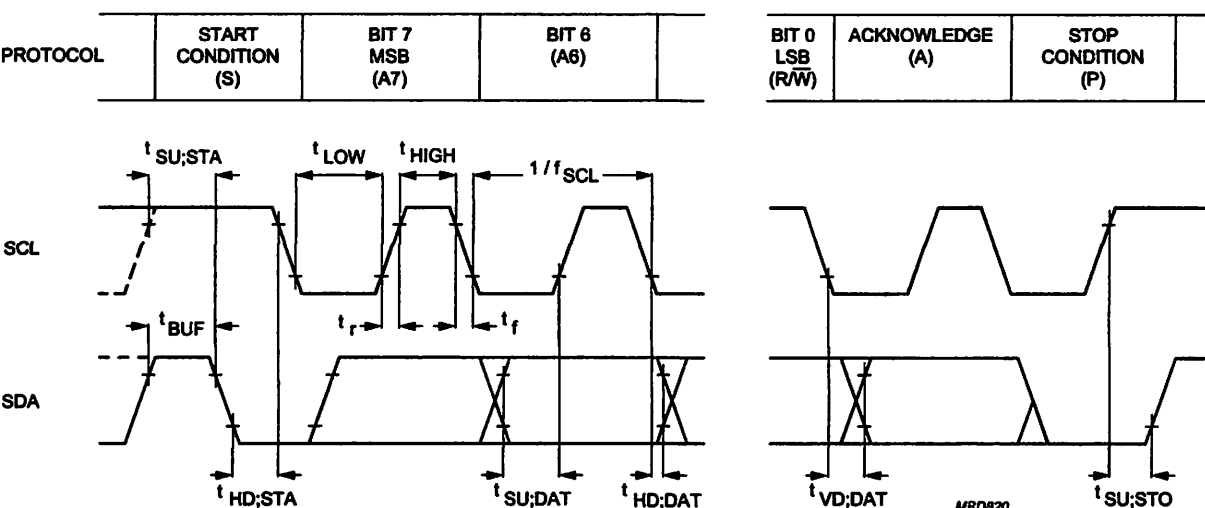 PROTOCOL
START
CONDITION
(S)
BIT 7
MSB
(A7)
BIT 6
(A6)
BIT 0
LSB
(R/W̅)
ACKNOWLEDGE
(A)
STOP
CONDITION
(P)
t SU;STA
t LOW
t HIGH
1 / f SCL
SCL
t BUF
t r
t f
SDA
t HD;STA
t SU;DAT
t HD;DAT
t VD;DAT
MBD820
t SU;STO